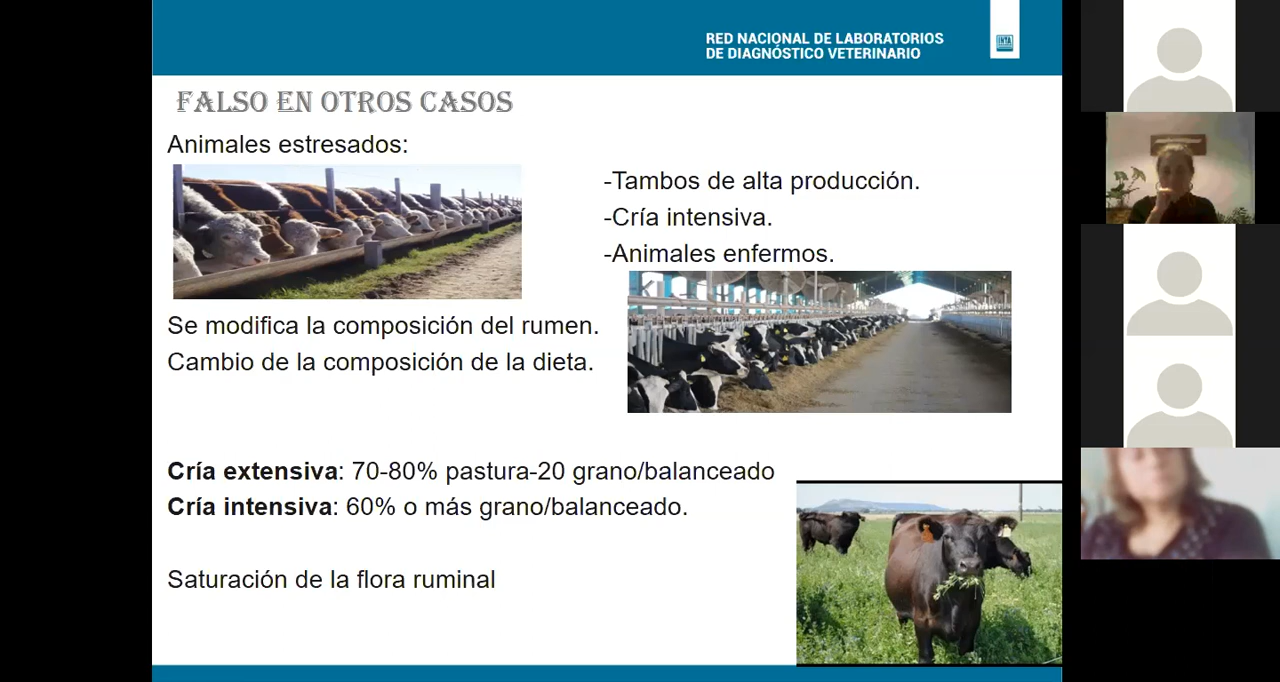 RED NACIONAL DE LABORATORIOS
DE DIAGNÓSTICO VETERINARIO
INTA
FALSO EN OTROS CASOS
Animales estresados:
-Tambos de alta producción.
-Cría intensiva.
-Animales enfermos.
Se modifica la composición del rumen.
Cambio de la composición de la dieta.
Cría extensiva: 70-80% pastura-20 grano/balanceado
Cría intensiva: 60% o más grano/balanceado.
Saturación de la flora ruminal